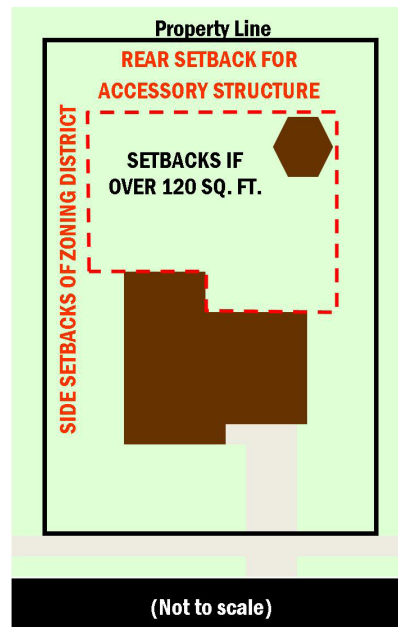 Property Line
REAR SETBACK FOR
ACCESSORY STRUCTURE
SIDE SETBACKS OF ZONING DISTRICT
SETBACKS IF
OVER 120 SQ. FT.
(Not to scale)